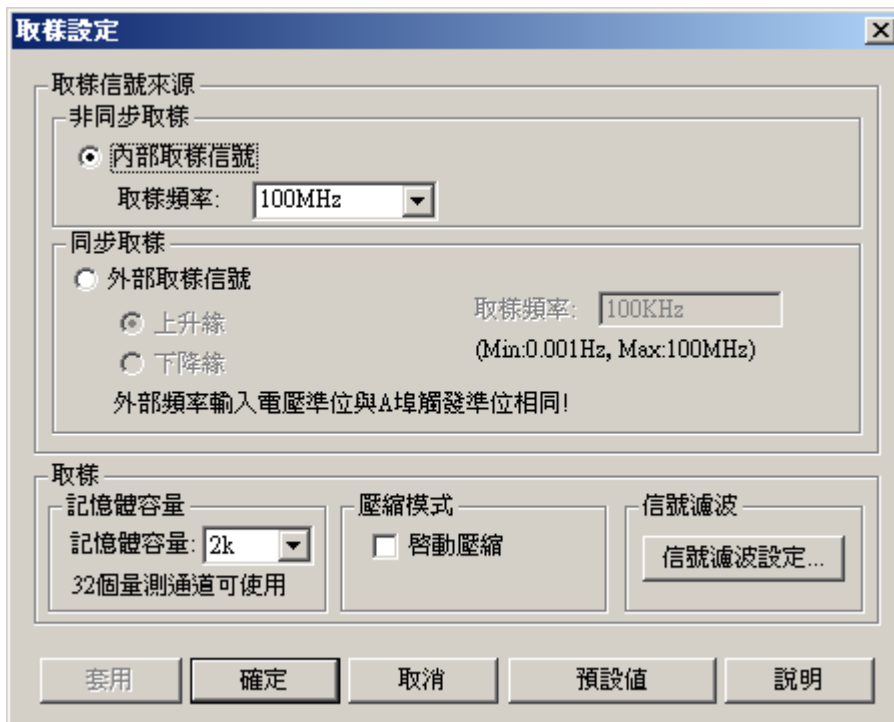 取樣設定
取樣信號來源
非同步取樣
內部取樣信號
取樣頻率: 100MHz
同步取樣
外部取樣信號
上升緣
下降緣
取樣頻率: 100KHz
(Min:0.001Hz, Max:100MHz)
外部頻率輸入電壓準位與A埠觸發準位相同!
取樣
記憶體容量
記憶體容量: 2k
32個量測通道可使用
壓縮模式
啓動壓縮
信號濾波
信號濾波設定...
套用 確定 取消 預設値 說明